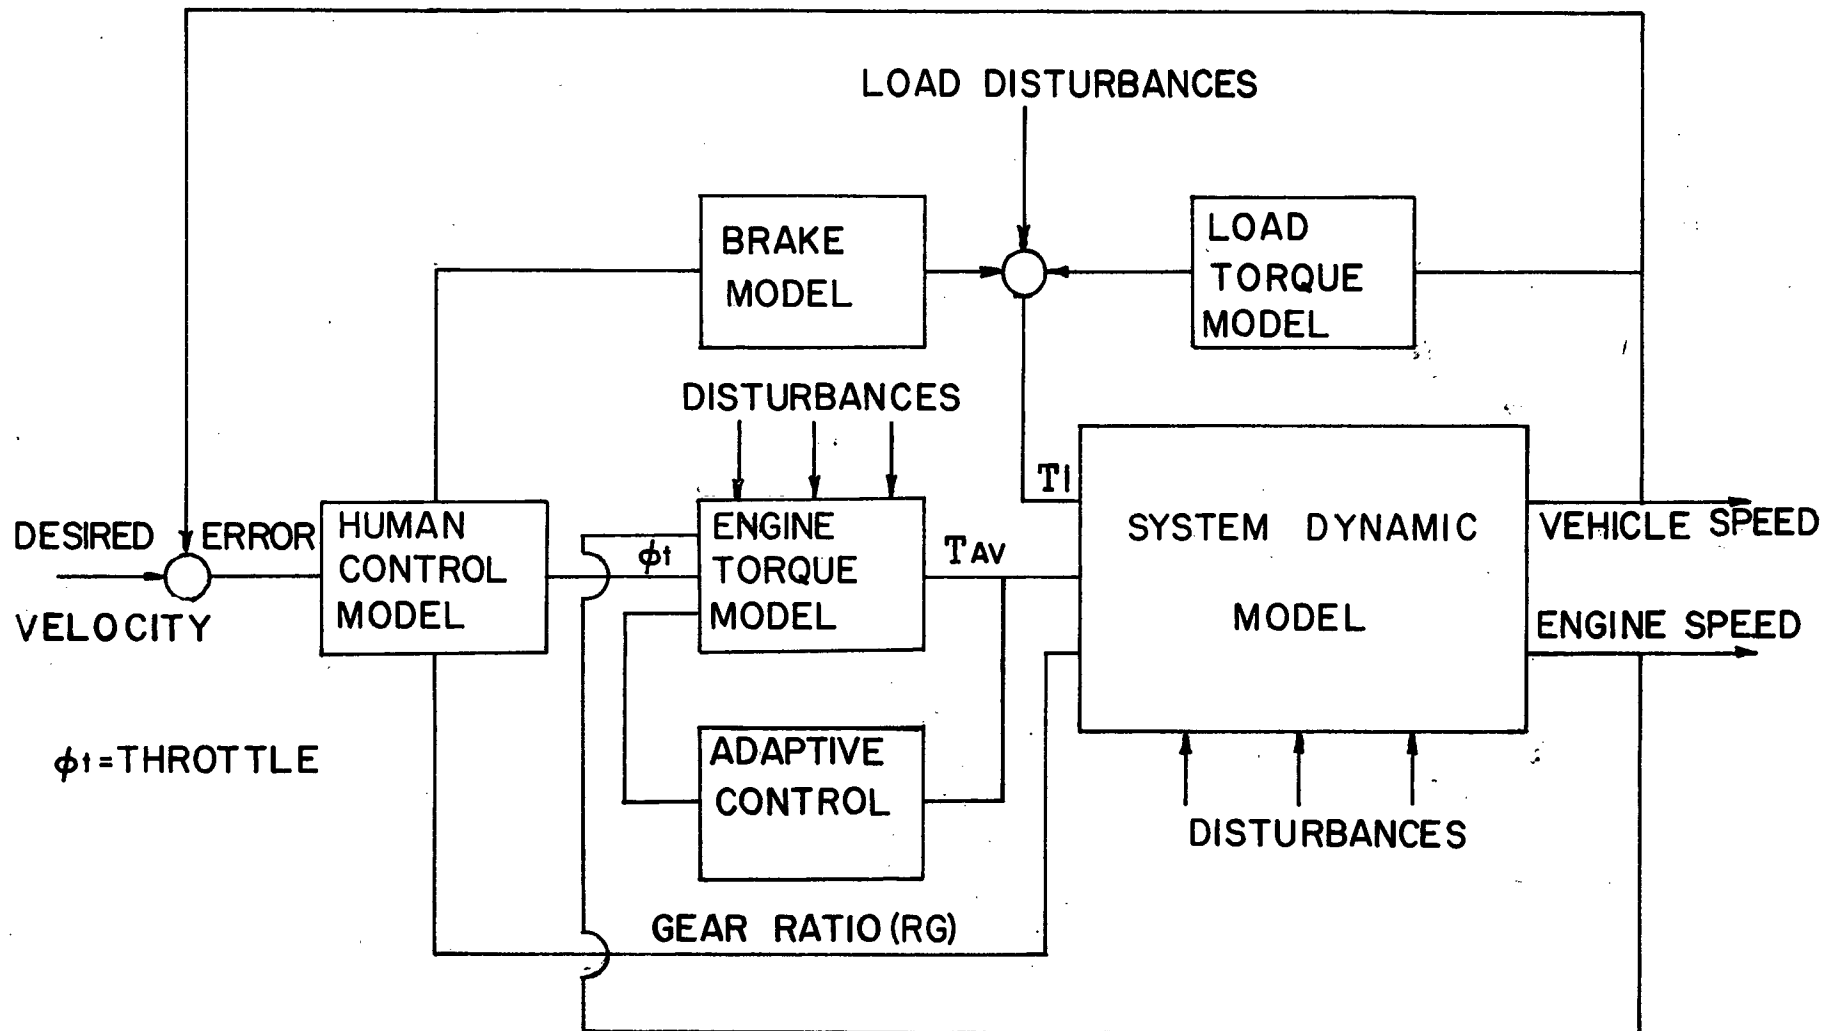 LOAD DISTURBANCES
BRAKE
MODEL
LOAD
TORQUE
MODEL
DISTURBANCES
Tl
DESIRED
VELOCITY
ERROR
HUMAN
CONTROL
MODEL
ϕt
ENGINE
TORQUE
MODEL
TAV
SYSTEM DYNAMIC
MODEL
VEHICLE SPEED
ENGINE SPEED
ϕt=THROTTLE
ADAPTIVE
CONTROL
DISTURBANCES
GEAR RATIO (RG)